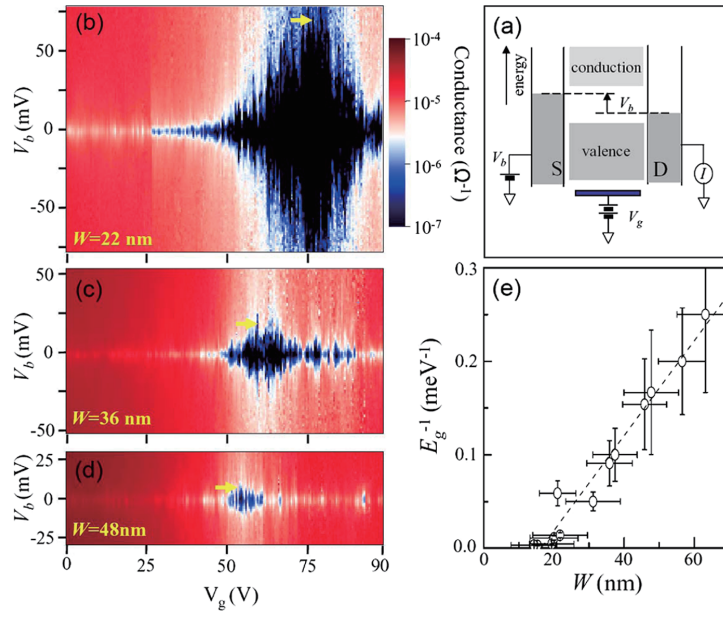 (b)
V_b (mV)
50
0
-50
W=22 nm
10^-4
10^-5
10^-6
10^-7
Conductance (Ω^-1)
(a)
energy
conduction
V_b
valence
S
D
V_b
I
V_g
(c)
V_b (mV)
50
0
-50
W=36 nm
(d)
V_b (mV)
25
0
-30
W=48nm
0
25
50
75
90
V_g (V)
(e)
E_g^-1 (meV^-1)
0.3
0.2
0.1
0.0
0
20
40
60
W (nm)